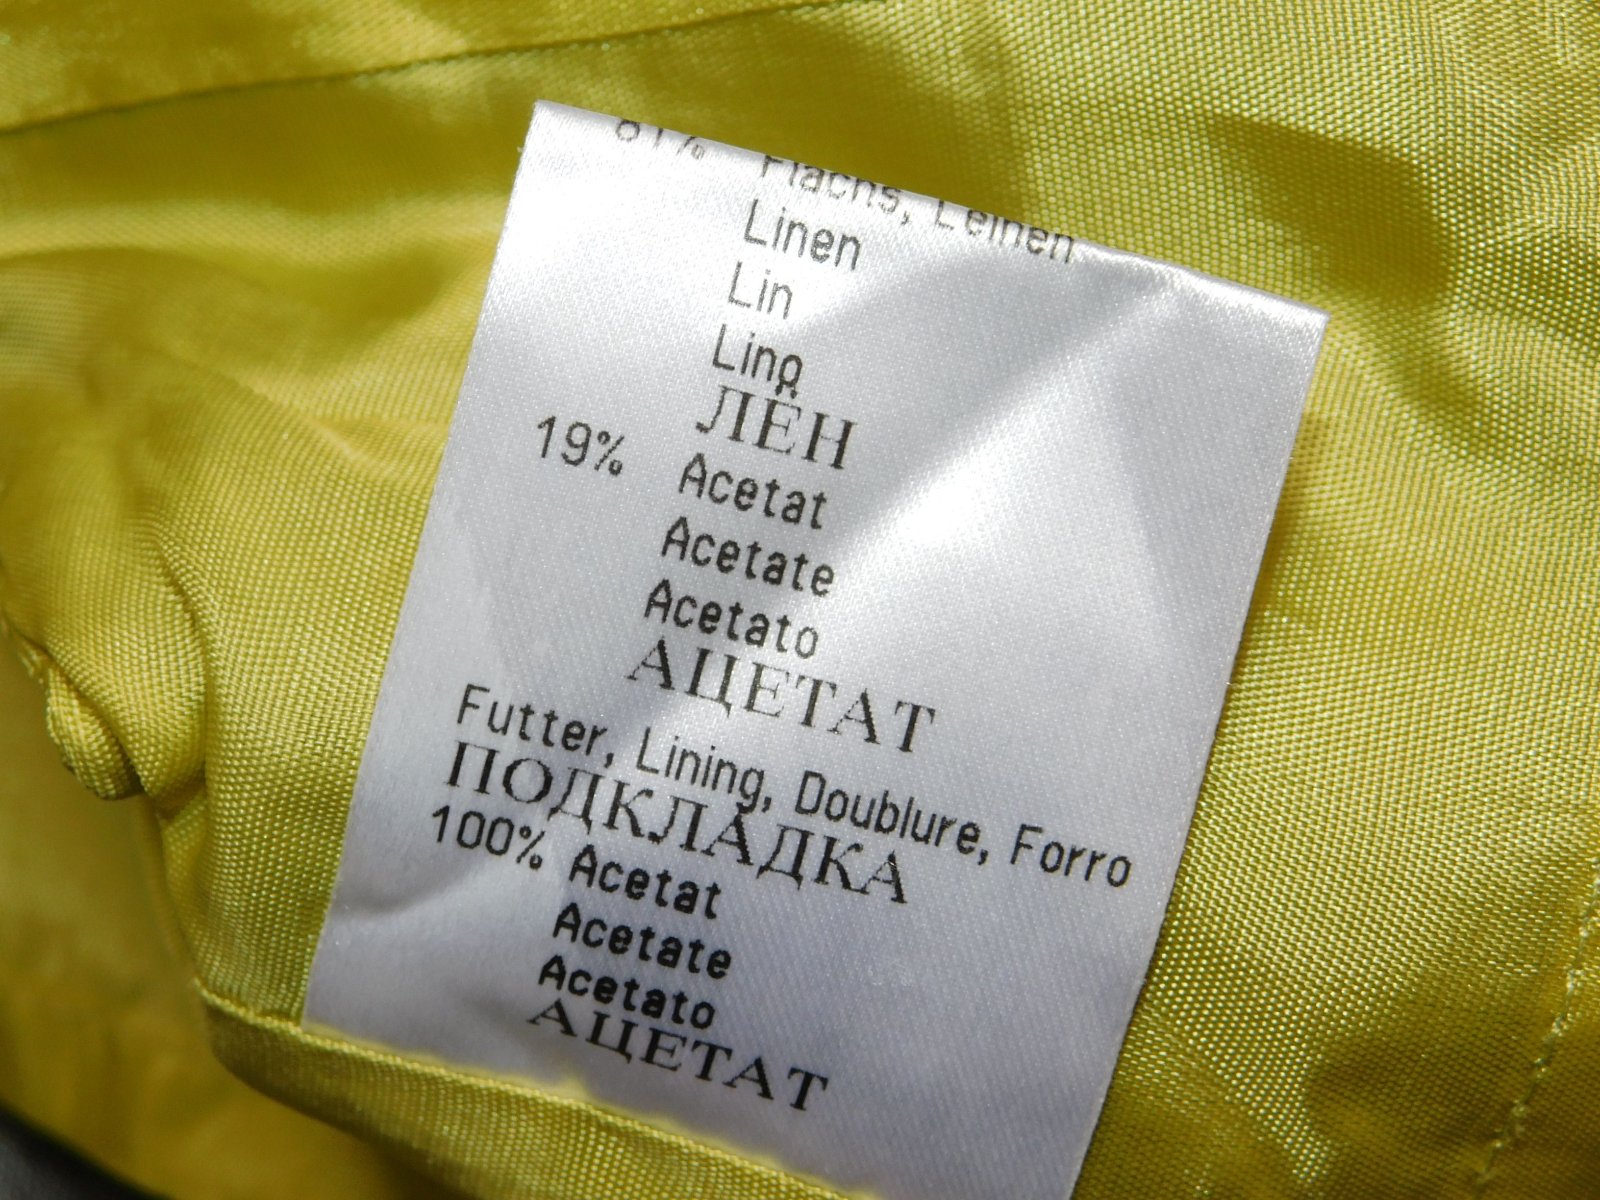 81% Flachs, Leinen
Linen
Lin
Lino
ЛЁН
19% Acetat
Acetate
Acetato
АЦЕТАТ
Futter, Lining, Doublure, Forro
ПОДКЛАДКА
100% Acetat
Acetate
Acetato
АЦЕТАТ